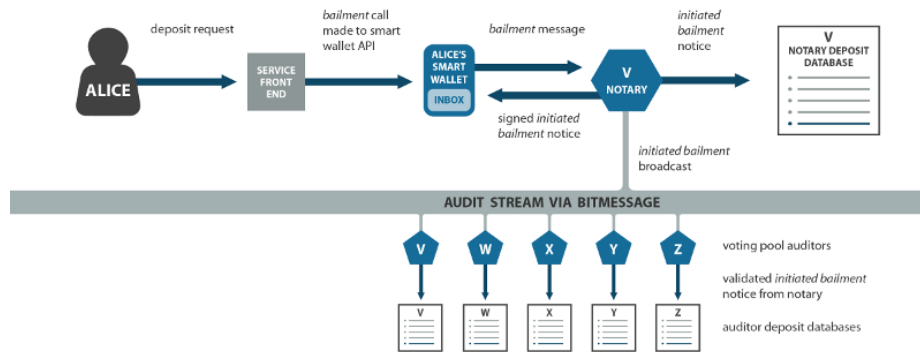 deposit request
bailment call
made to smart
wallet API
bailment message
initiated
bailment
notice
V
NOTARY DEPOSIT
DATABASE
ALICE
SERVICE
FRONT
END
ALICE'S
SMART
WALLET
INBOX
V
NOTARY
signed initiated
bailment notice
initiated bailment
broadcast
AUDIT STREAM VIA BITMESSAGE
V
W
X
Y
Z
voting pool auditors
validated initiated bailment
notice from notary
V
W
X
Y
Z
auditor deposit databases